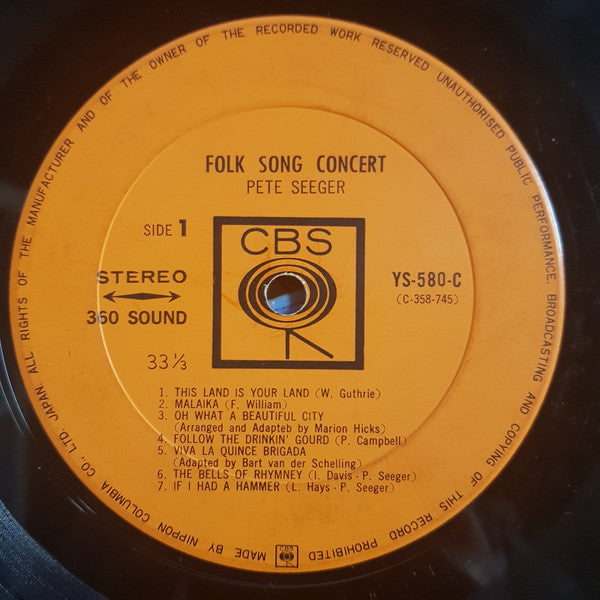 FOLK SONG CONCERT
PETE SEEGER
SIDE 1
CBS
STEREO
360 SOUND
YS-580-C
(C-358-745)
33⅓
1. THIS LAND IS YOUR LAND (W. Guthrie)
2. MALAIKA (F. William)
3. OH WHAT A BEAUTIFUL CITY
(Arranged and Adapteb by Marion Hicks)
4. FOLLOW THE DRINKIN' GOURD (P. Campbell)
5. VIVA LA QUINCE BRIGADA
(Adapted by Bart van der Schelling)
6. THE BELLS OF RHYMNEY (I. Davis - P. Seeger)
7. IF I HAD A HAMMER (L. Hays - P. Seeger)
CBS
MADE BY NIPPON COLUMBIA CO., LTD. JAPAN. ALL RIGHTS OF THE MANUFACTURER AND OF THE OWNER OF THE RECORDED WORK RESERVED UNAUTHORISED PUBLIC PERFORMANCE, BROADCASTING AND COPYING OF THIS RECORD PROHIBITED